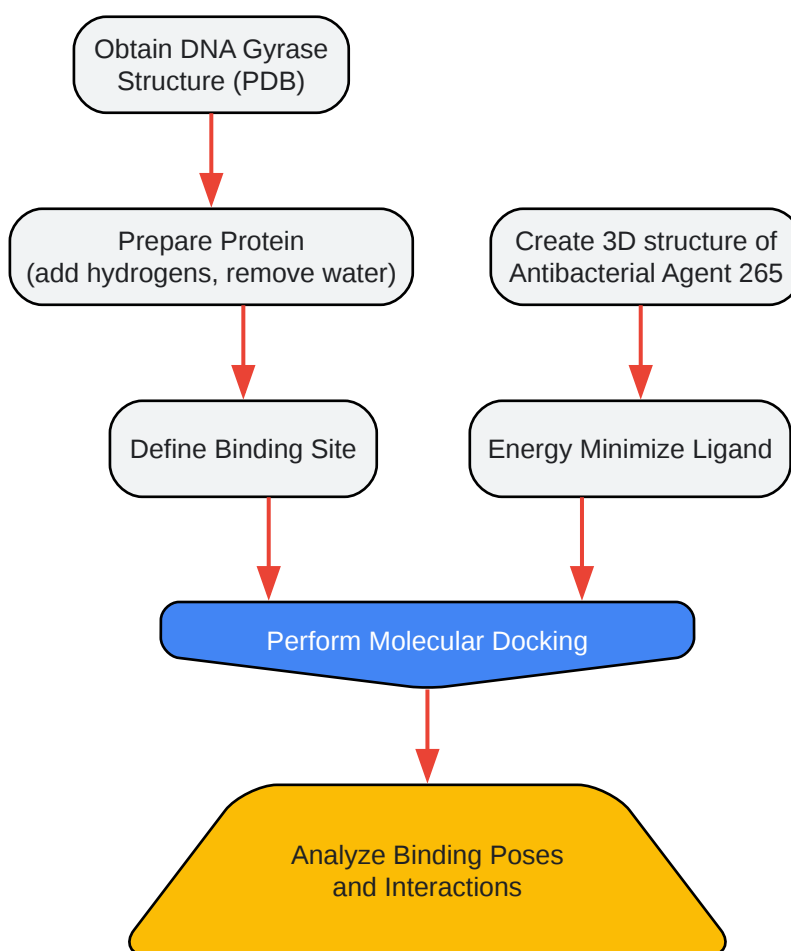 Obtain DNA Gyrase
Structure (PDB)
Prepare Protein
(add hydrogens, remove water)
Create 3D structure of
Antibacterial Agent 265
Define Binding Site
Energy Minimize Ligand
Perform Molecular Docking
Analyze Binding Poses
and Interactions